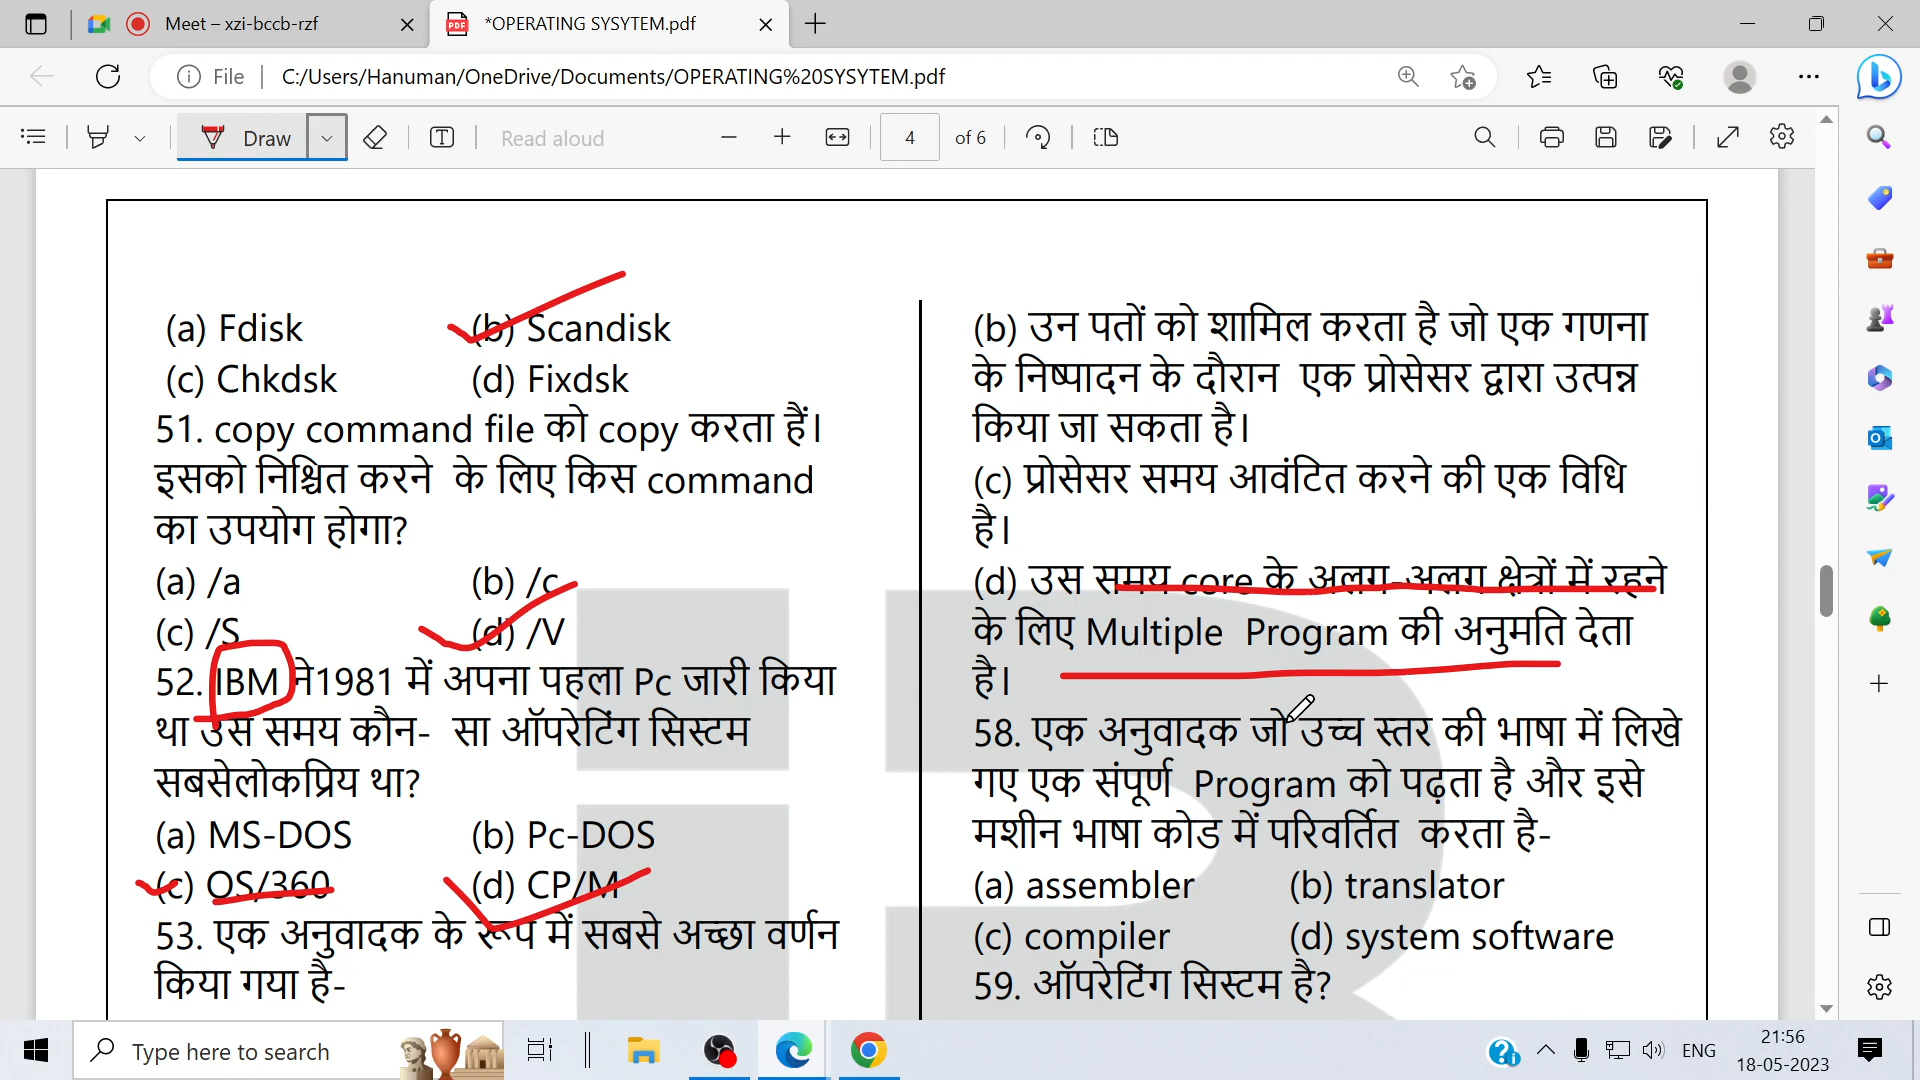 Meet – xzi-bccb-rzf
*OPERATING SYSYTEM.pdf
File
C:/Users/Hanuman/OneDrive/Documents/OPERATING%20SYSYTEM.pdf
Draw
Read aloud
4 of 6
(a) Fdisk (b) Scandisk
(c) Chkdsk (d) Fixdsk
51. copy command file को copy करता हैं।
इसको निश्चित करने के लिए किस command
का उपयोग होगा?
(a) /a (b) /c
(c) /S (d) /V
52. IBM ने1981 में अपना पहला Pc जारी किया
था उस समय कौन- सा ऑपरेटिंग सिस्टम
सबसेलोकप्रिय था?
(a) MS-DOS (b) Pc-DOS
(c) OS/360 (d) CP/M
53. एक अनुवादक के रूप में सबसे अच्छा वर्णन
किया गया है-
(b) उन पतों को शामिल करता है जो एक गणना
के निष्पादन के दौरान एक प्रोसेसर द्वारा उत्पन्न
किया जा सकता है।
(c) प्रोसेसर समय आवंटित करने की एक विधि
है।
(d) उस समय core के अलग-अलग क्षेत्रों में रहने
के लिए Multiple Program की अनुमति देता
है।
58. एक अनुवादक जो उच्च स्तर की भाषा में लिखे
गए एक संपूर्ण Program को पढ़ता है और इसे
मशीन भाषा कोड में परिवर्तित करता है-
(a) assembler (b) translator
(c) compiler (d) system software
59. ऑपरेटिंग सिस्टम है?
Type here to search
ENG
21:56
18-05-2023